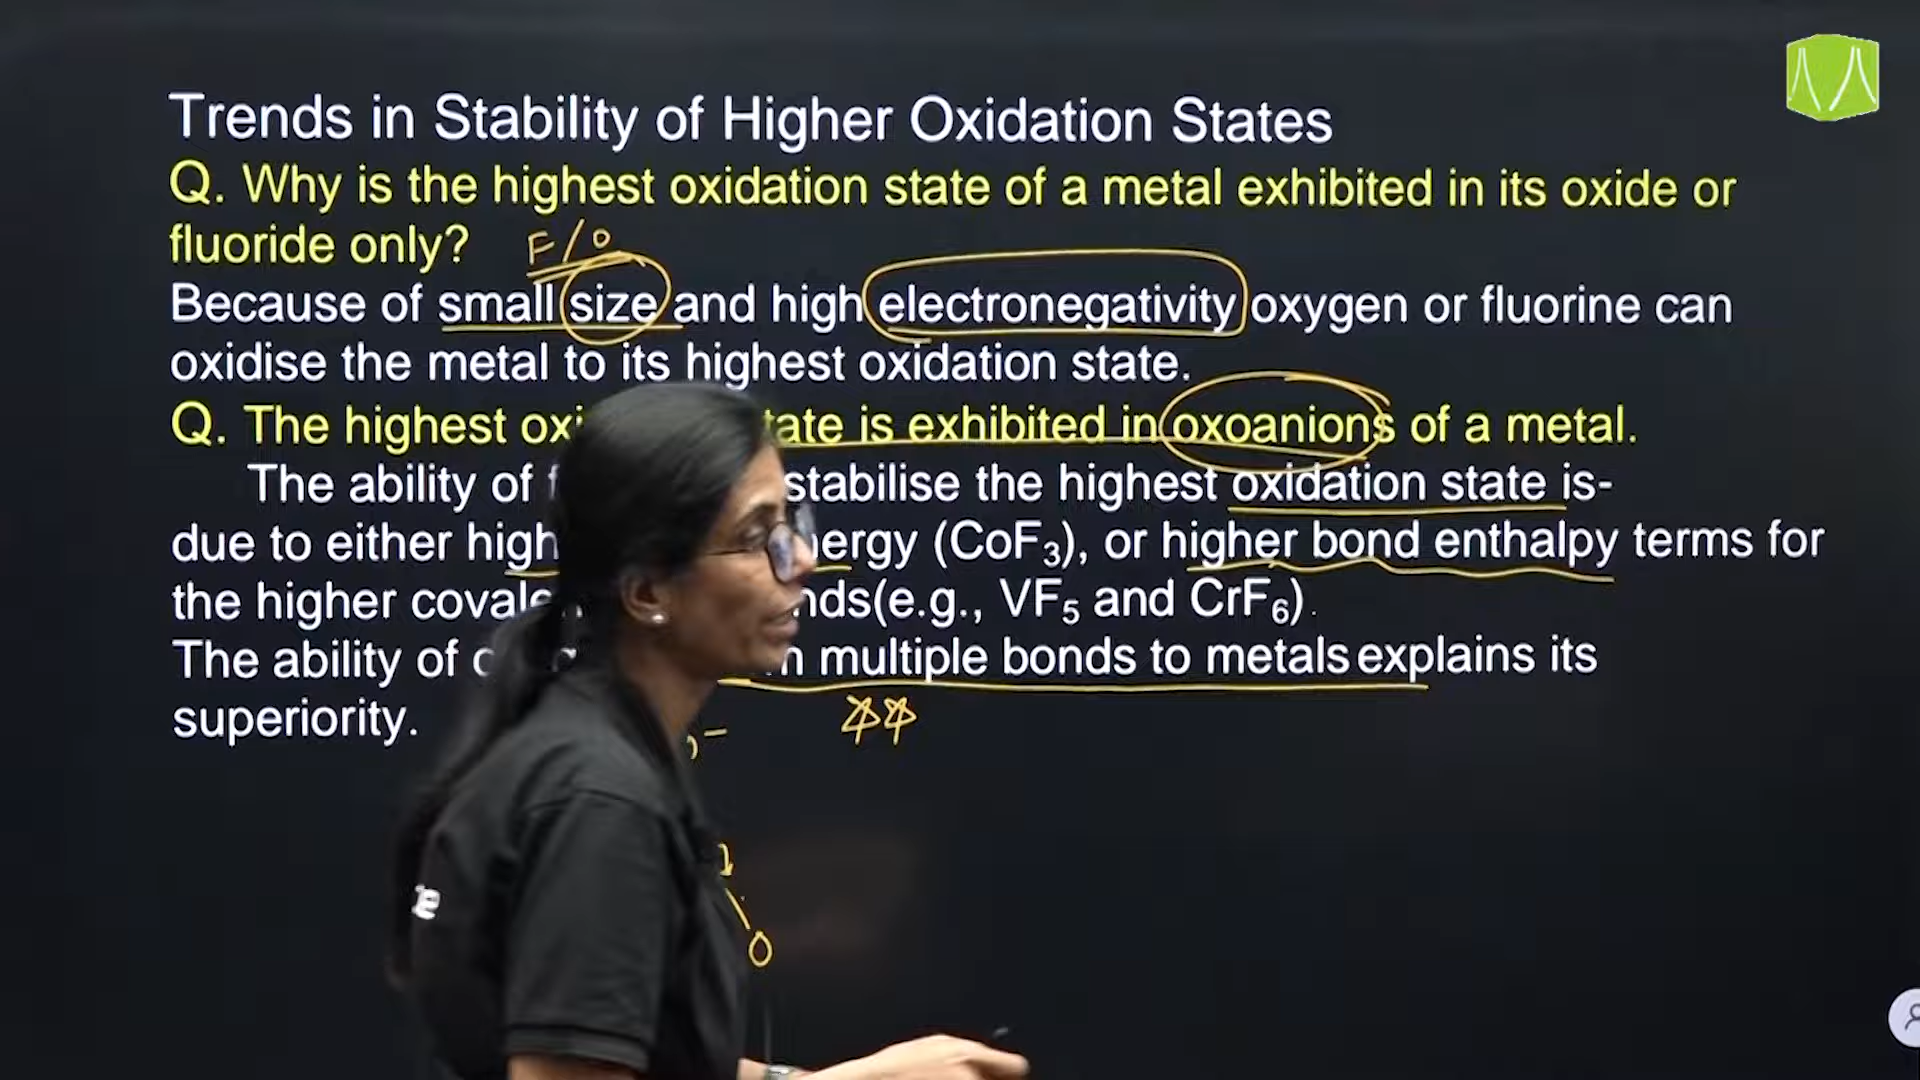 Trends in Stability of Higher Oxidation States
Q. Why is the highest oxidation state of a metal exhibited in its oxide or
fluoride only? F/O
Because of small size and high electronegativity oxygen or fluorine can
oxidise the metal to its highest oxidation state.
Q. The highest tate is exhibited in oxoanions of a metal.
The ability of stabilise the highest oxidation state is-
due to either high ergy (CoF₃), or higher bond enthalpy terms for
the higher nds(e.g., VF₅ and CrF₆).
The ability of multiple bonds to metals explains its
superiority.
O